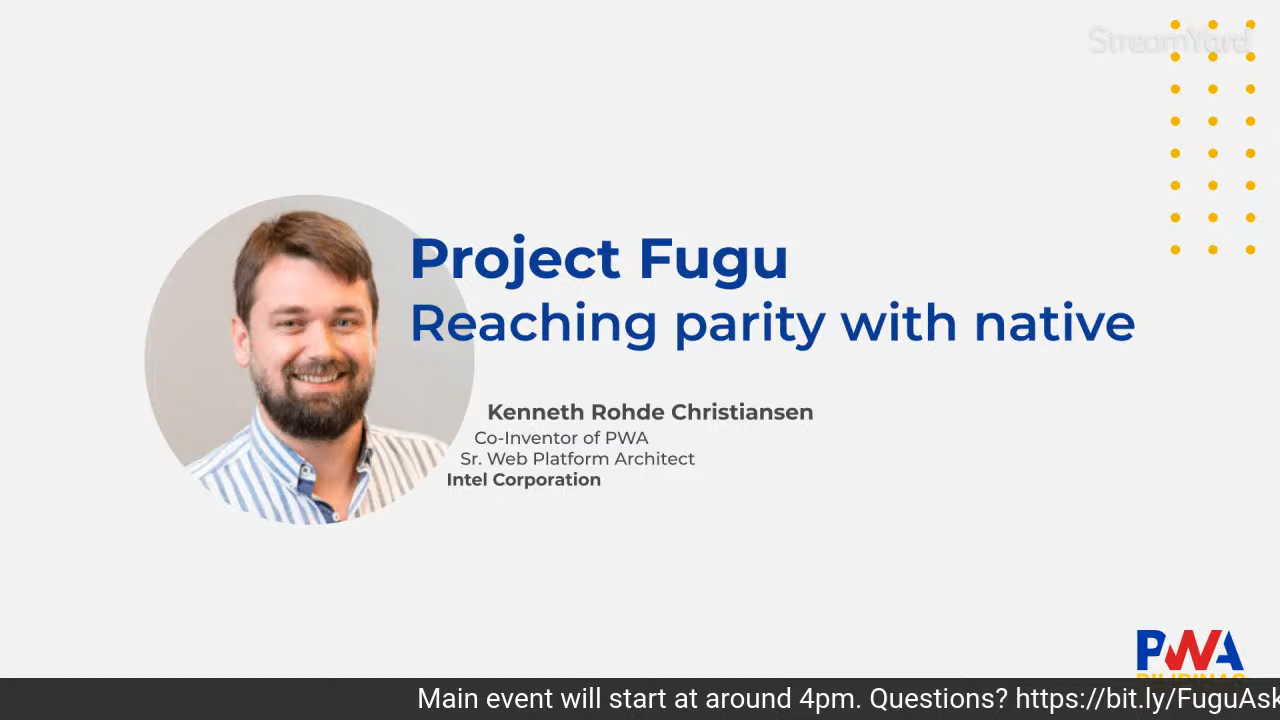 StreamYard
Project Fugu
Reaching parity with native
Kenneth Rohde Christiansen
Co-Inventor of PWA
Sr. Web Platform Architect
Intel Corporation
PWA
PILIPINAS
Main event will start at around 4pm. Questions? https://bit.ly/FuguAsk